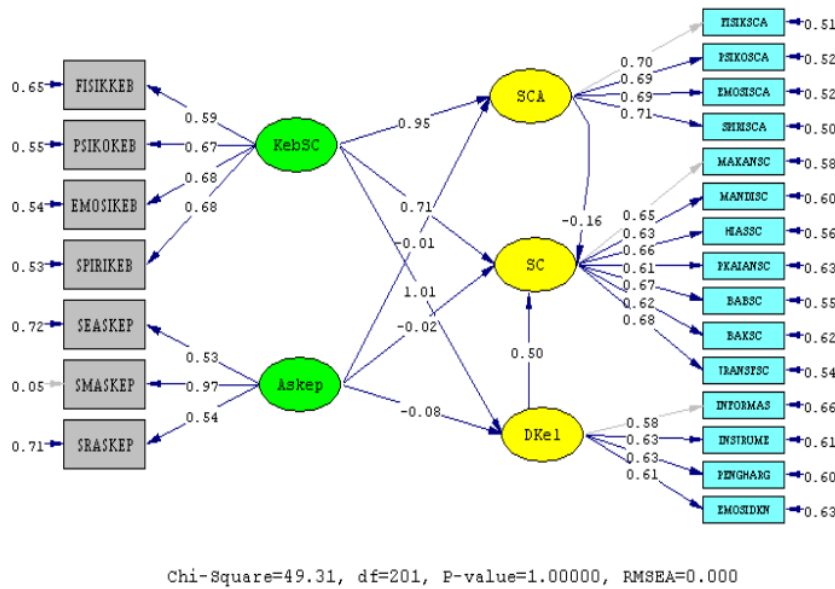 FISIKSCA
0.51
FISIKKEB
0.65
0.70
PSIKOSCA
0.52
0.69
SCA
0.59
EMOSISCA
0.52
0.69
0.95
0.71
SPIRISCA
0.50
PSIKOKEB
0.55
0.67
KebSC
MAKANSC
0.58
0.68
EMOSIKEB
0.54
0.68
0.71
MANDISC
0.60
0.65
-0.16
0.63
HIASSC
0.56
SPIRIKEB
0.53
-0.01
0.66
SC
0.61
PKAIANSC
0.63
0.67
1.01
BABSC
0.55
0.62
SEASKEP
0.72
-0.02
0.68
BAKSC
0.62
0.53
0.50
TRANSFSC
0.54
SMASKEP
0.05
0.97
Askep
INFORMAS
0.66
0.58
-0.08
0.54
DKel
0.63
INSTRUME
0.61
SRASKEP
0.71
0.63
PENGHARG
0.60
0.61
EMOSIDKN
0.63
Chi-Square=49.31, df=201, P-value=1.00000, RMSEA=0.000